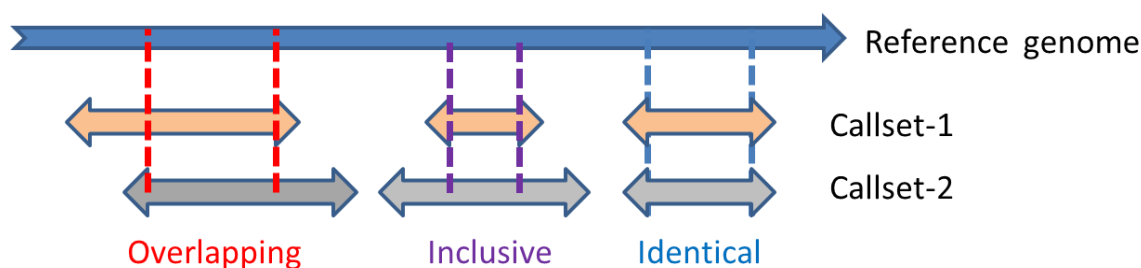 Reference genome
Callset-1
Callset-2
Overlapping Inclusive Identical